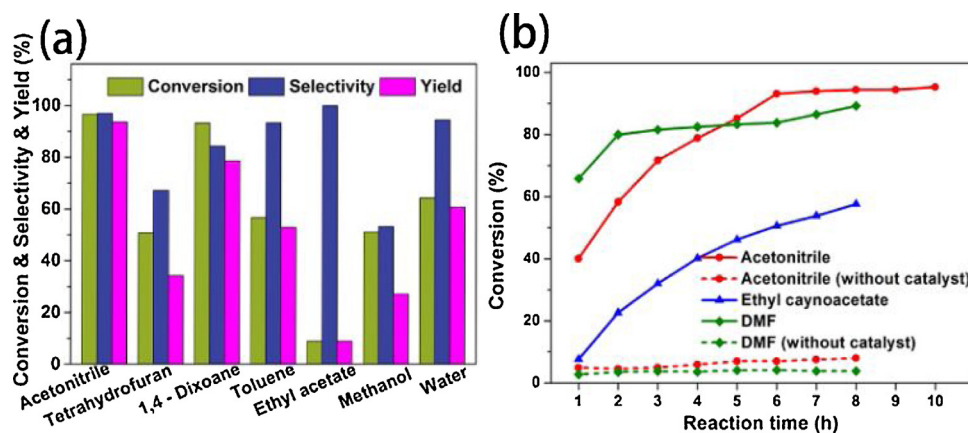 (a)
Conversion Selectivity Yield
Conversion & Selectivity & Yield (%)
100
80
60
40
20
0
Acetonitrile
Tetrahydrofuran
1,4 - Dixoane
Toluene
Ethyl acetate
Methanol
Water
(b)
Conversion (%)
100
80
60
40
20
0
Acetonitrile
Acetonitrile (without catalyst)
Ethyl caynoacetate
DMF
DMF (without catalyst)
1 2 3 4 5 6 7 8 9 10
Reaction time (h)